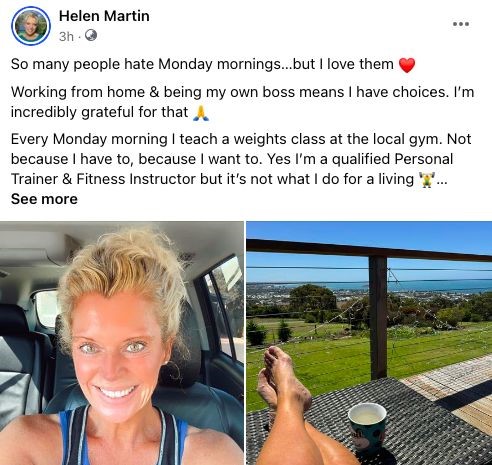 Helen Martin
3h ·
So many people hate Monday mornings...but I love them ❤️
Working from home & being my own boss means I have choices. I'm
incredibly grateful for that 🙏
Every Monday morning I teach a weights class at the local gym. Not
because I have to, because I want to. Yes I'm a qualified Personal
Trainer & Fitness Instructor but it's not what I do for a living 🏋️...
See more